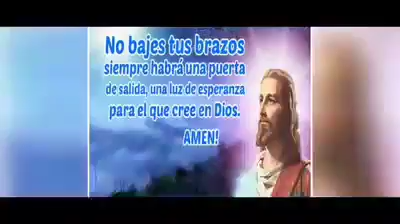 No bajes tus brazos
siempre habrá una puerta
de salida, una luz de esperanza
para el que cree en Dios.
AMEN!